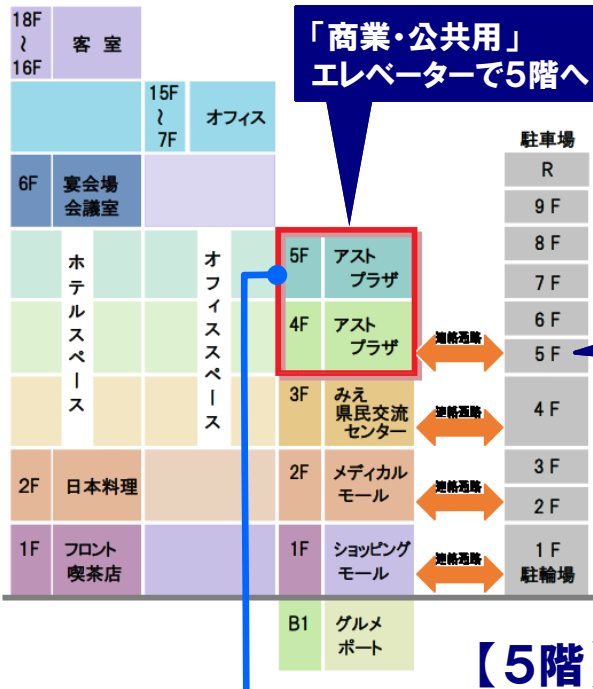 「商業・公共用」
エレベーターで5階へ
18F
～
16F
客 室
15F
～
7F
オフィス
駐車場
R
9 F
8 F
7 F
6 F
5 F
4 F
3 F
2 F
1 F
駐輪場
6F
宴会場
会議室
ホテルスペース
オフィススペース
5F
アスト
プラザ
4F
アスト
プラザ
連絡通路
3F
みえ
県民交流
センター
連絡通路
2F
日本料理
2F
メディカル
モール
連絡通路
1F
フロント
喫茶店
1F
ショッピング
モール
連絡通路
B1
グルメ
ポート
【5階